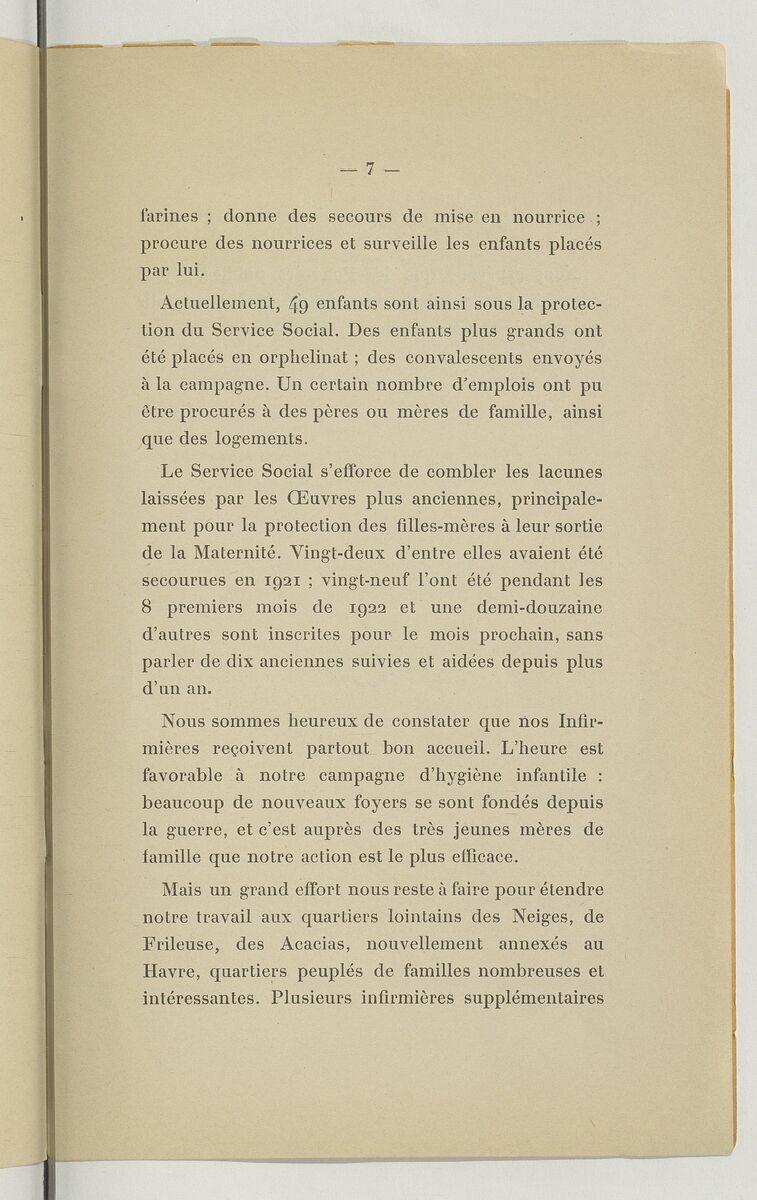 — 7 —
farines ; donne des secours de mise en nourrice ;
procure des nourrices et surveille les enfants placés
par lui.
Actuellement, 49 enfants sont ainsi sous la protec-
tion du Service Social. Des enfants plus grands ont
été placés en orphelinat ; des convalescents envoyés
à la campagne. Un certain nombre d'emplois ont pu
être procurés à des pères ou mères de famille, ainsi
que des logements.
Le Service Social s'efforce de combler les lacunes
laissées par les Œuvres plus anciennes, principale-
ment pour la protection des filles-mères à leur sortie
de la Maternité. Vingt-deux d'entre elles avaient été
secourues en 1921 ; vingt-neuf l'ont été pendant les
8 premiers mois de 1922 et une demi-douzaine
d'autres sont inscrites pour le mois prochain, sans
parler de dix anciennes suivies et aidées depuis plus
d'un an.
Nous sommes heureux de constater que nos Infir-
mières reçoivent partout bon accueil. L'heure est
favorable à notre campagne d'hygiène infantile :
beaucoup de nouveaux foyers se sont fondés depuis
la guerre, et c'est auprès des très jeunes mères de
famille que notre action est le plus efficace.
Mais un grand effort nous reste à faire pour étendre
notre travail aux quartiers lointains des Neiges, de
Frileuse, des Acacias, nouvellement annexés au
Havre, quartiers peuplés de familles nombreuses et
intéressantes. Plusieurs infirmières supplémentaires